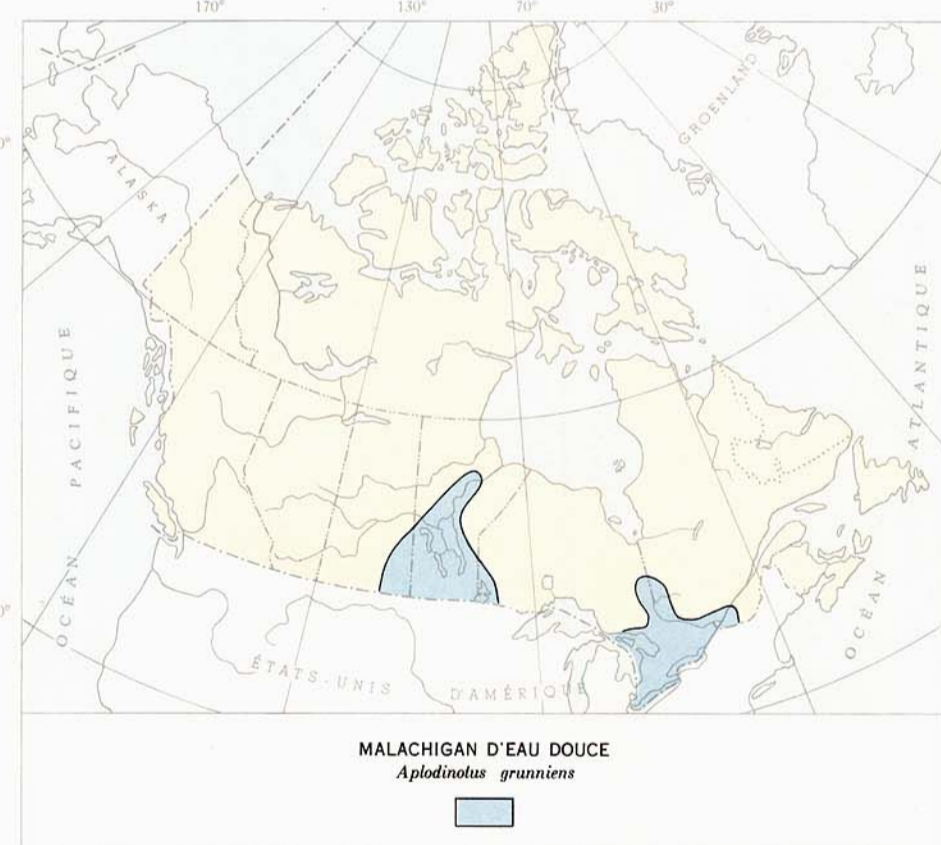 170° 130° 70° 30°
GROENLAND
ALASKA
OCÉAN PACIFIQUE
OCÉAN ATLANTIQUE
ÉTATS-UNIS D'AMÉRIQUE
MALACHIGAN D'EAU DOUCE
Aplodinotus grunniens